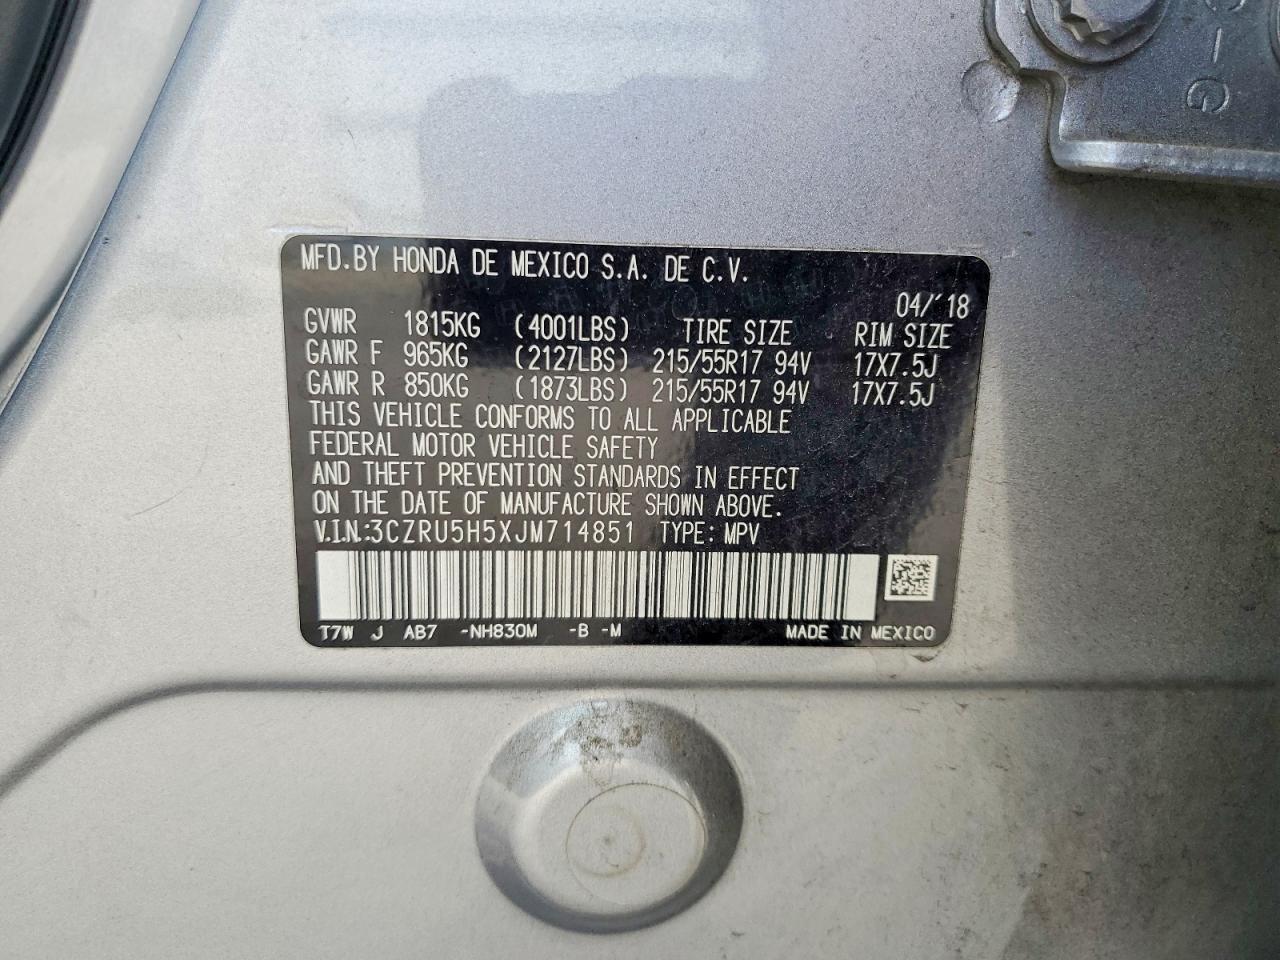 C-G
MFD.BY HONDA DE MEXICO S.A. DE C.V.
04/'18
GVWR 1815KG (4001LBS) TIRE SIZE RIM SIZE
GAWR F 965KG (2127LBS) 215/55R17 94V 17X7.5J
GAWR R 850KG (1873LBS) 215/55R17 94V 17X7.5J
THIS VEHICLE CONFORMS TO ALL APPLICABLE
FEDERAL MOTOR VEHICLE SAFETY
AND THEFT PREVENTION STANDARDS IN EFFECT
ON THE DATE OF MANUFACTURE SHOWN ABOVE.
V.I.N.:3CZRU5H5XJM714851 TYPE: MPV
T7W J AB7 -NH830M -B -M MADE IN MEXICO